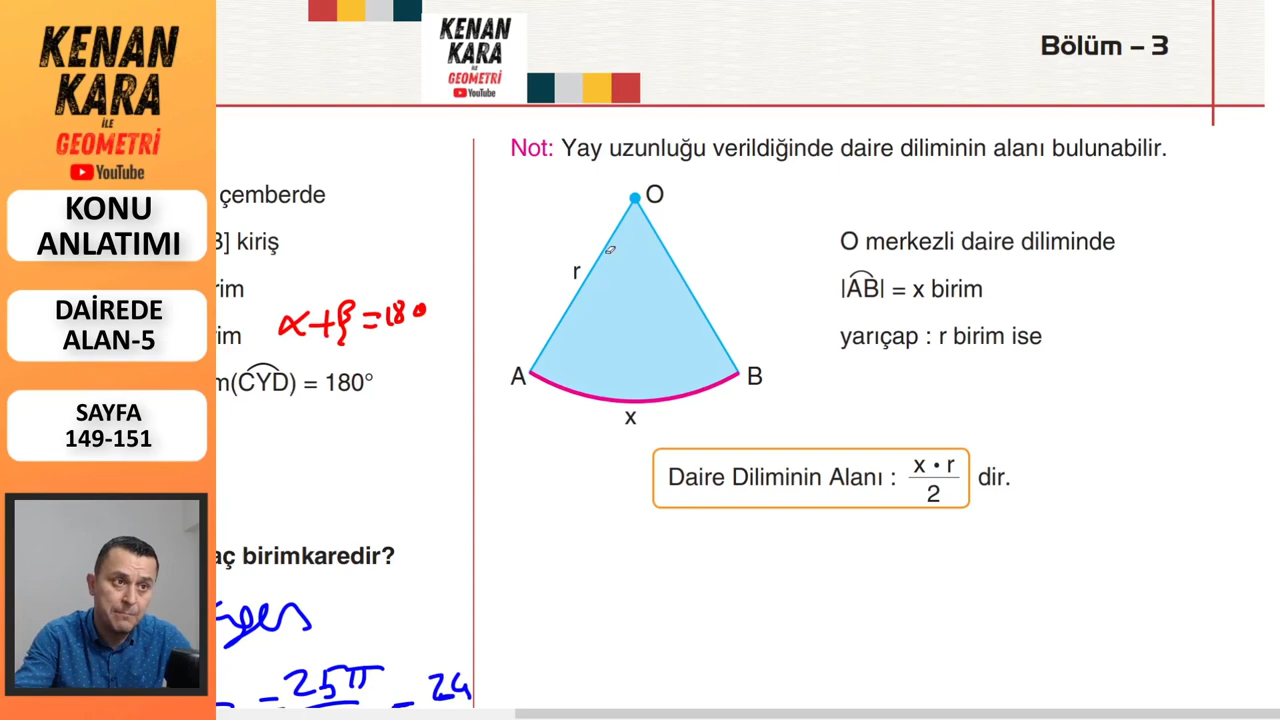 KENAN
KARA
İLE
GEOMETRİ
YouTube
KONU
ANLATIMI
DAİREDE
ALAN-5
SAYFA
149-151
KENAN
KARA
İLE
GEOMETRİ
YouTube
Bölüm – 3
çemberde
B] kiriş
rim
im
α+β=180
m(CYD) = 180°
aç birimkaredir?
= 25π
= 24
Not: Yay uzunluğu verildiğinde daire diliminin alanı bulunabilir.
O
r
A
B
x
O merkezli daire diliminde
|AB| = x birim
yarıçap : r birim ise
Daire Diliminin Alanı : x • r / 2 dir.